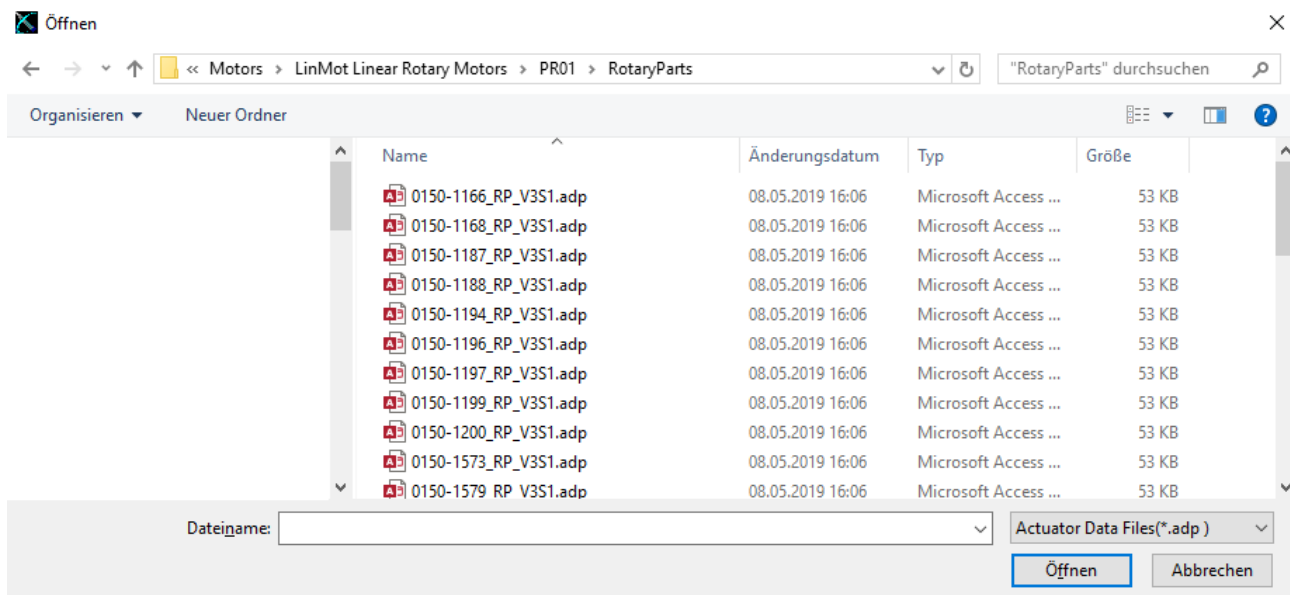 Öffnen
« Motors > LinMot Linear Rotary Motors > PR01 > RotaryParts "RotaryParts" durchsuchen
Organisieren Neuer Ordner
Name Änderungsdatum Typ Größe
0150-1166_RP_V3S1.adp 08.05.2019 16:06 Microsoft Access ... 53 KB
0150-1168_RP_V3S1.adp 08.05.2019 16:06 Microsoft Access ... 53 KB
0150-1187_RP_V3S1.adp 08.05.2019 16:06 Microsoft Access ... 53 KB
0150-1188_RP_V3S1.adp 08.05.2019 16:06 Microsoft Access ... 53 KB
0150-1194_RP_V3S1.adp 08.05.2019 16:06 Microsoft Access ... 53 KB
0150-1196_RP_V3S1.adp 08.05.2019 16:06 Microsoft Access ... 53 KB
0150-1197_RP_V3S1.adp 08.05.2019 16:06 Microsoft Access ... 53 KB
0150-1199_RP_V3S1.adp 08.05.2019 16:06 Microsoft Access ... 53 KB
0150-1200_RP_V3S1.adp 08.05.2019 16:06 Microsoft Access ... 53 KB
0150-1573_RP_V3S1.adp 08.05.2019 16:06 Microsoft Access ... 53 KB
0150-1579_RP_V3S1.adp 08.05.2019 16:06 Microsoft Access ... 53 KB
Dateiname: Actuator Data Files(*.adp )
Öffnen Abbrechen